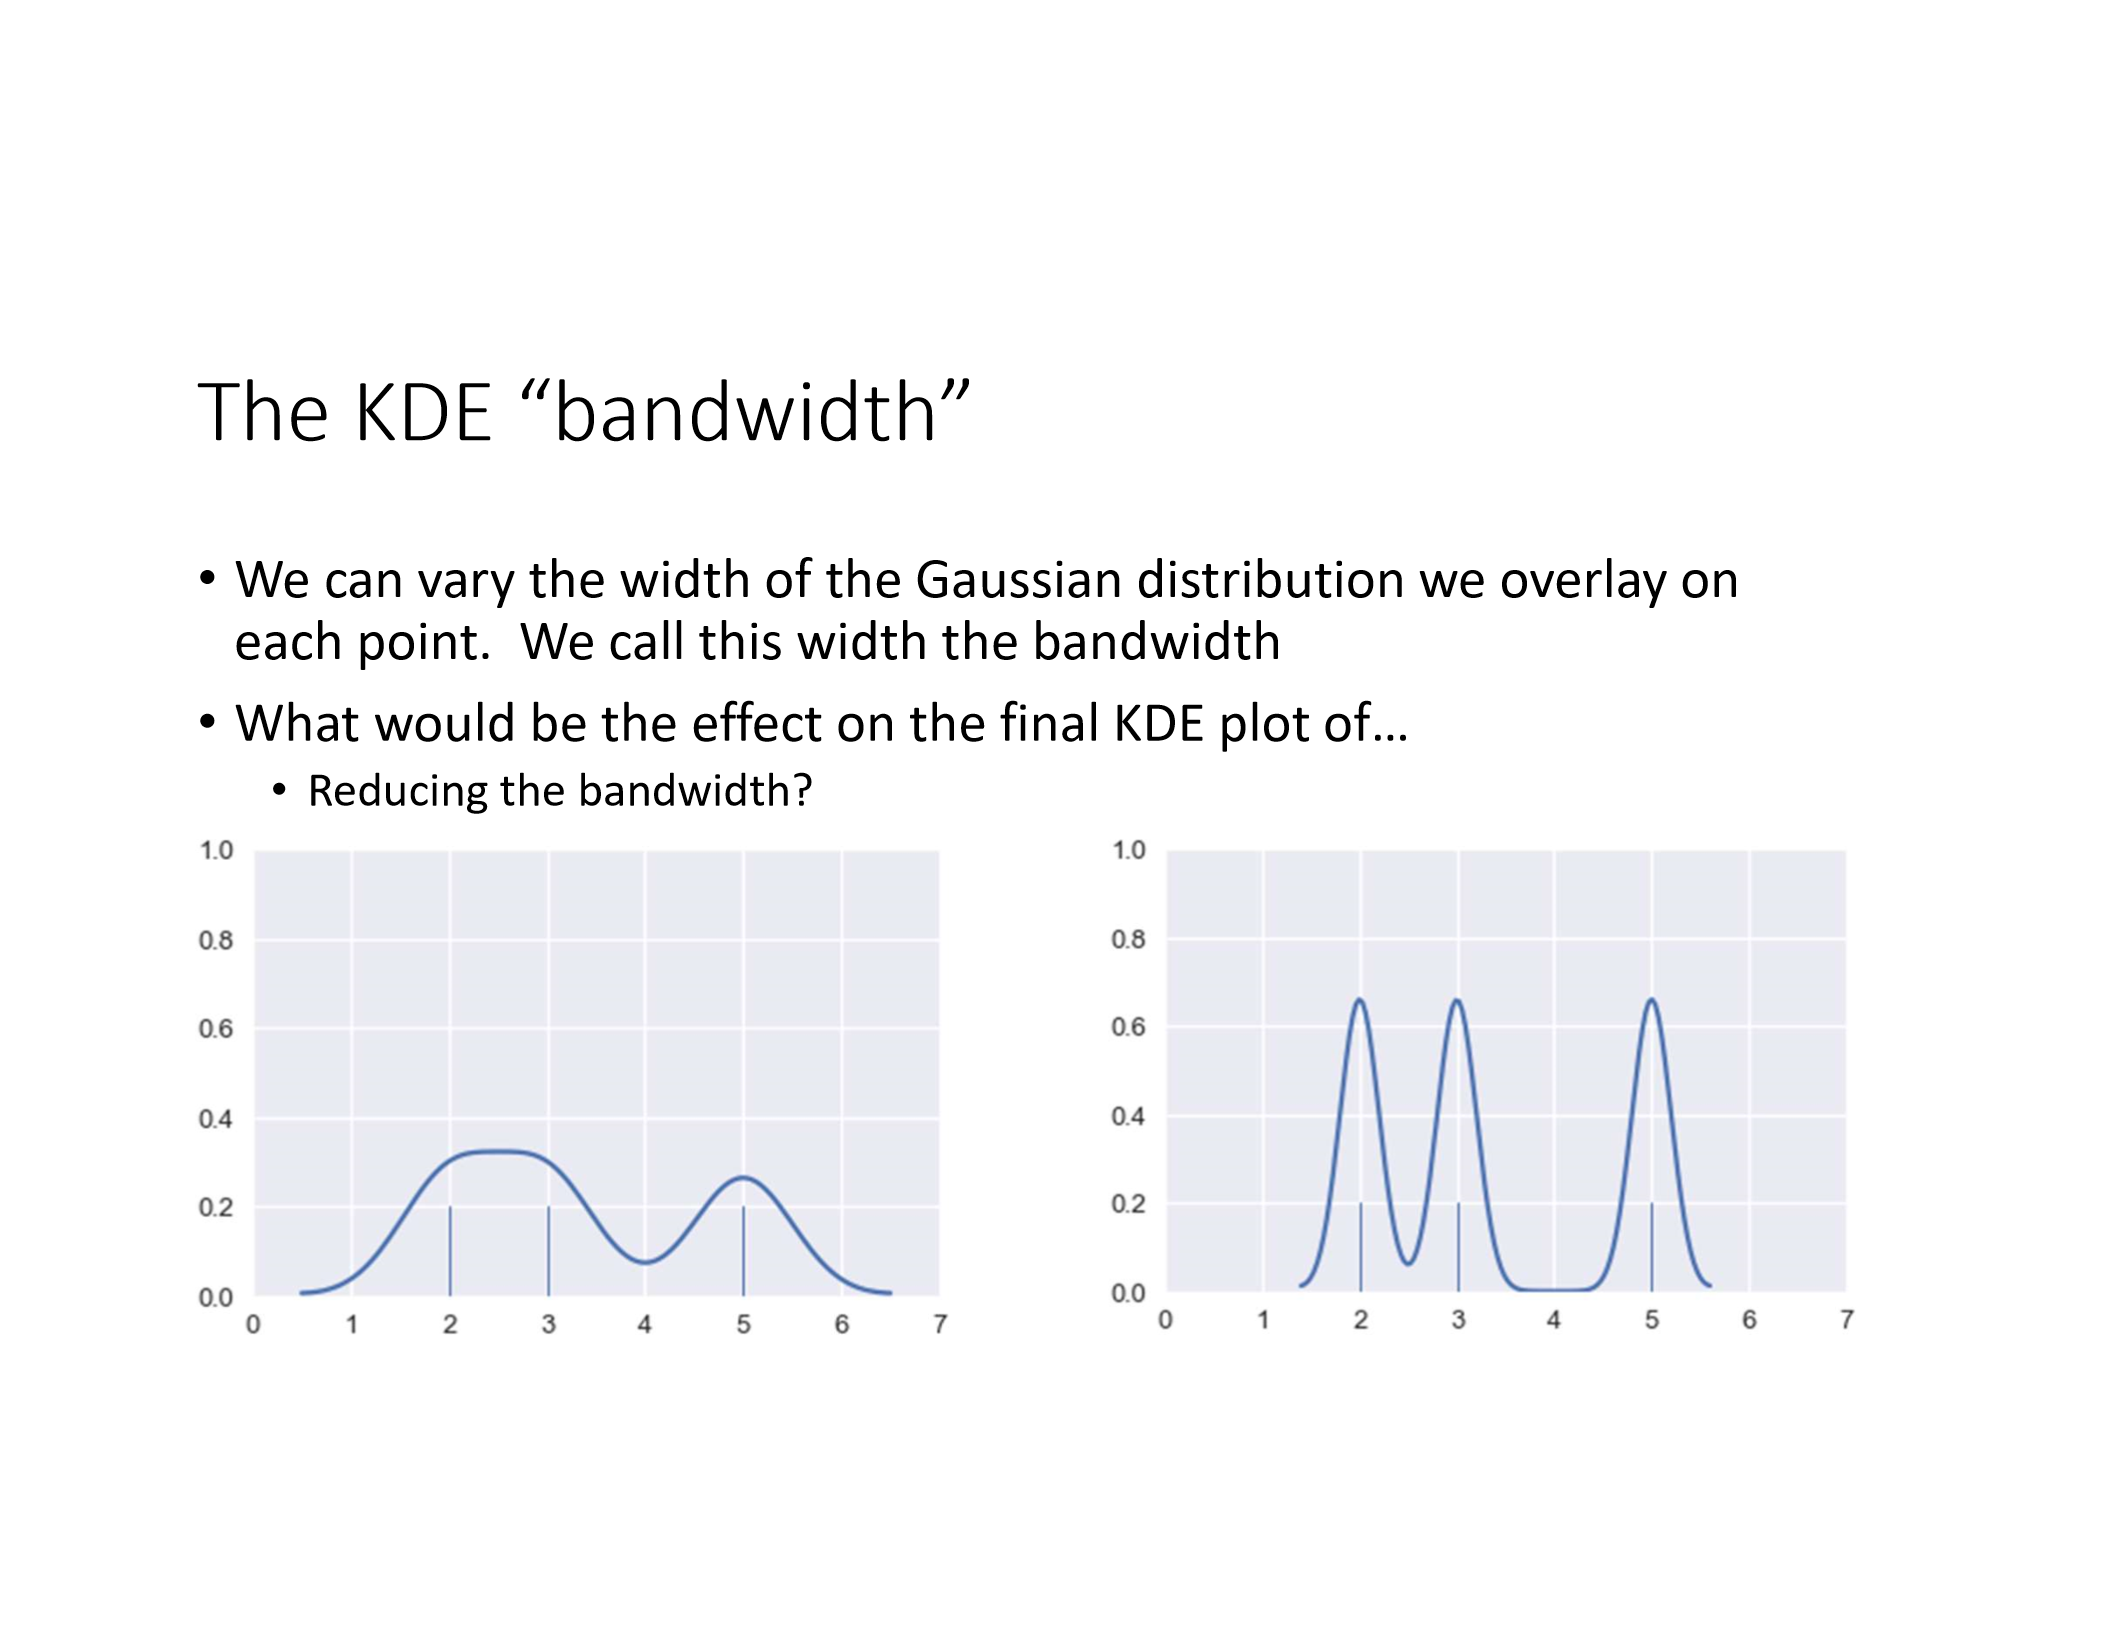 The KDE “bandwidth”
• We can vary the width of the Gaussian distribution we overlay on
each point.  We call this width the bandwidth
• What would be the effect on the final KDE plot of…
• Reducing the bandwidth?
1.0
0.8
0.6
0.4
0.2
0.0
0 1 2 3 4 5 6 7
1.0
0.8
0.6
0.4
0.2
0.0
0 1 2 3 4 5 6 7